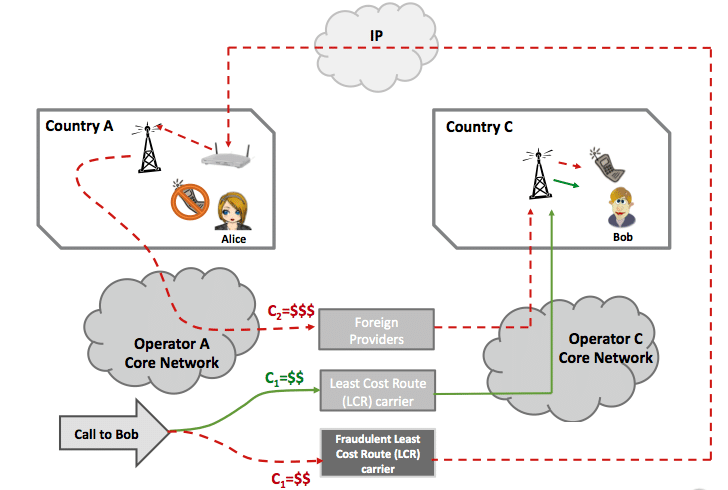 IP
Country A
Country C
Alice
Bob
C2=$$$
Foreign
Providers
Operator A
Core Network
Operator C
Core Network
C1=$$
Least Cost Route
(LCR) carrier
Call to Bob
Fraudulent Least
Cost Route (LCR)
carrier
C1=$$